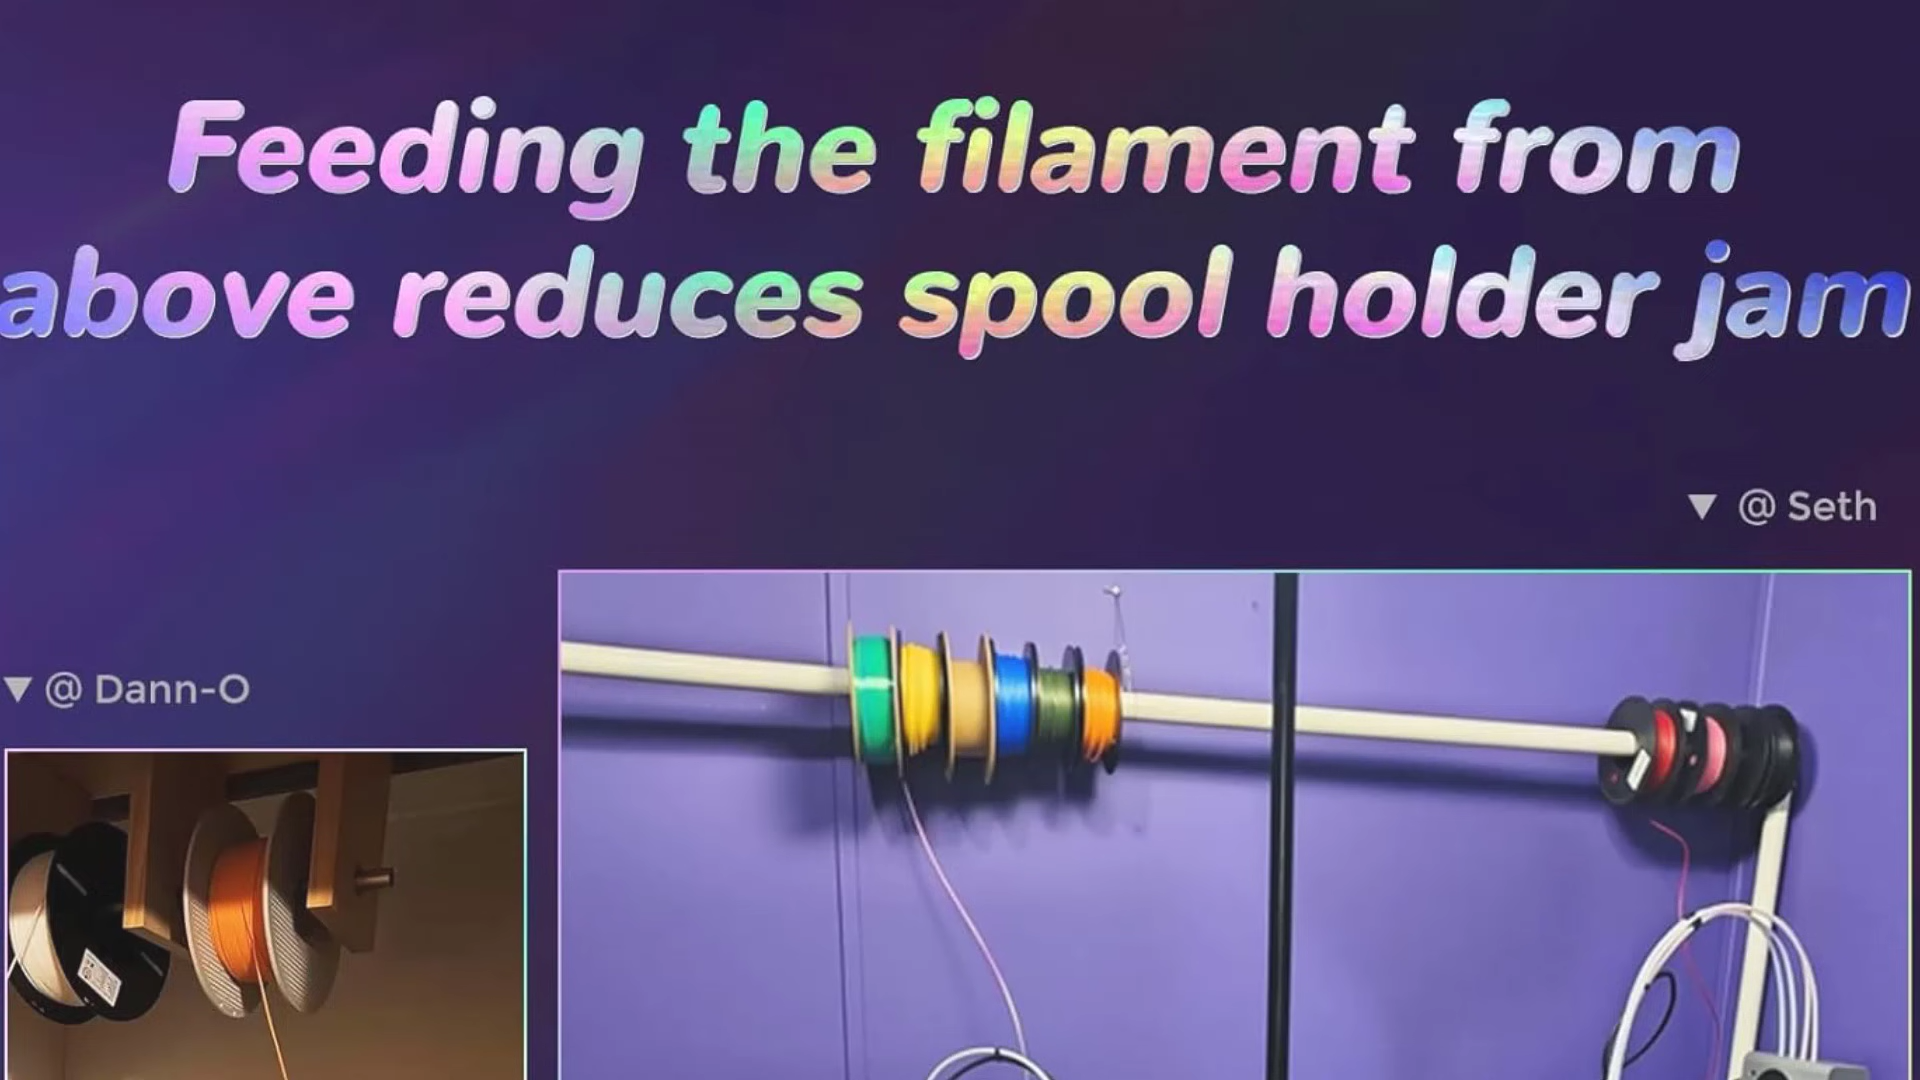 Feeding the filament from
above reduces spool holder jam
▼ @ Seth
▼ @ Dann-O